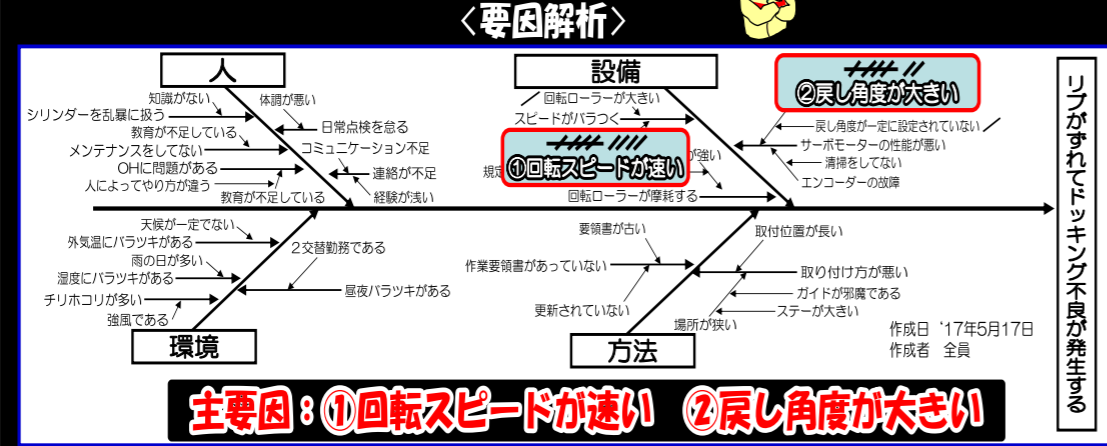 〈要因解析〉
人
知識がない
シリンダーを乱暴に扱う
教育が不足している
メンテナンスをしてない
OHに問題がある
人によってやり方が違う
教育が不足している
体調が悪い
日常点検を怠る
コミュニケーション不足
連絡が不足
経験が浅い
設備
回転ローラーが大きい
スピードがバラつく
①回転スピードが速い
が強い
規定
回転ローラーが摩耗する
②戻し角度が大きい
戻し角度が一定に設定されていない
サーボモーターの性能が悪い
清掃をしてない
エンコーダーの故障
リブがずれてドッキング不良が発生する
天候が一定でない
外気温にバラツキがある
雨の日が多い
湿度にバラツキがある
チリホコリが多い
強風である
2交替勤務である
昼夜バラツキがある
環境
要領書が古い
作業要領書があっていない
更新されていない
取付位置が長い
取り付け方が悪い
ガイドが邪魔である
ステーが大きい
場所が狭い
方法
作成日 '17年5月17日
作成者 全員
主要因：①回転スピードが速い ②戻し角度が大きい